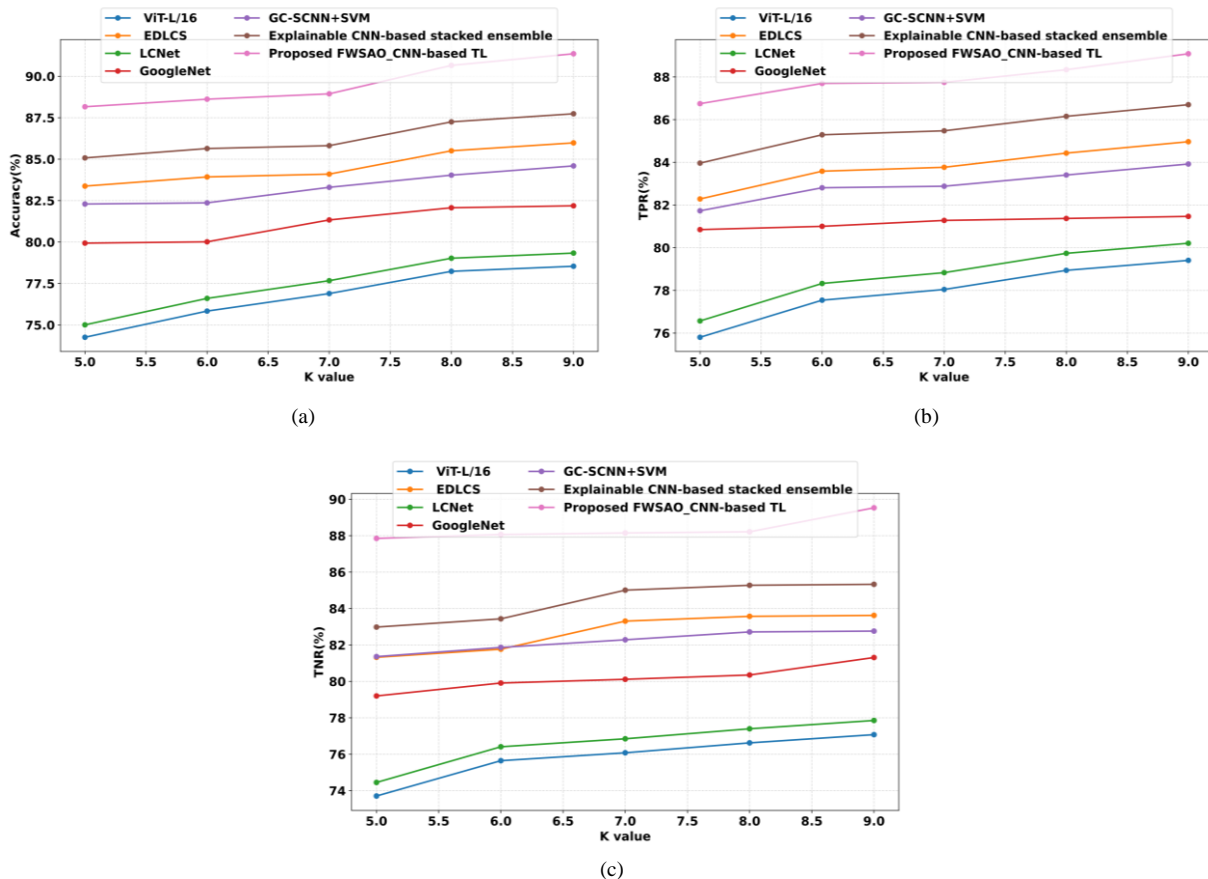 ViT-L/16
EDLCS
LCNet
GoogleNet
GC-SCNN+SVM
Explainable CNN-based stacked ensemble
Proposed FWSAO_CNN-based TL
Accuracy(%)
90.0
87.5
85.0
82.5
80.0
77.5
75.0
5.0 5.5 6.0 6.5 7.0 7.5 8.0 8.5 9.0
K value
(a)
ViT-L/16
EDLCS
LCNet
GoogleNet
GC-SCNN+SVM
Explainable CNN-based stacked ensemble
Proposed FWSAO_CNN-based TL
TPR(%)
88
86
84
82
80
78
76
5.0 5.5 6.0 6.5 7.0 7.5 8.0 8.5 9.0
K value
(b)
ViT-L/16
EDLCS
LCNet
GoogleNet
GC-SCNN+SVM
Explainable CNN-based stacked ensemble
Proposed FWSAO_CNN-based TL
TNR(%)
90
88
86
84
82
80
78
76
74
5.0 5.5 6.0 6.5 7.0 7.5 8.0 8.5 9.0
K value
(c)